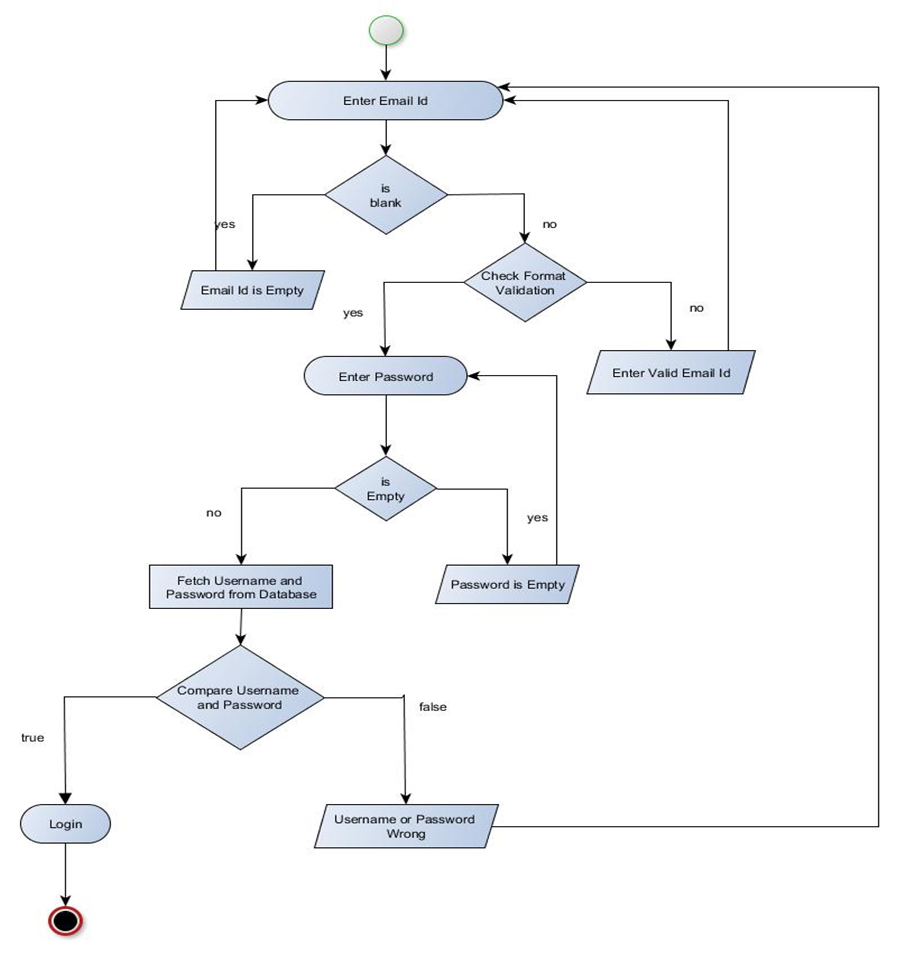 Enter Email Id
is
blank
yes
no
Email Id is Empty
Check Format
Validation
yes
no
Enter Password
Enter Valid Email Id
is
Empty
no
yes
Fetch Username and
Password from Database
Password is Empty
Compare Username
and Password
true
false
Login
Username or Password
Wrong